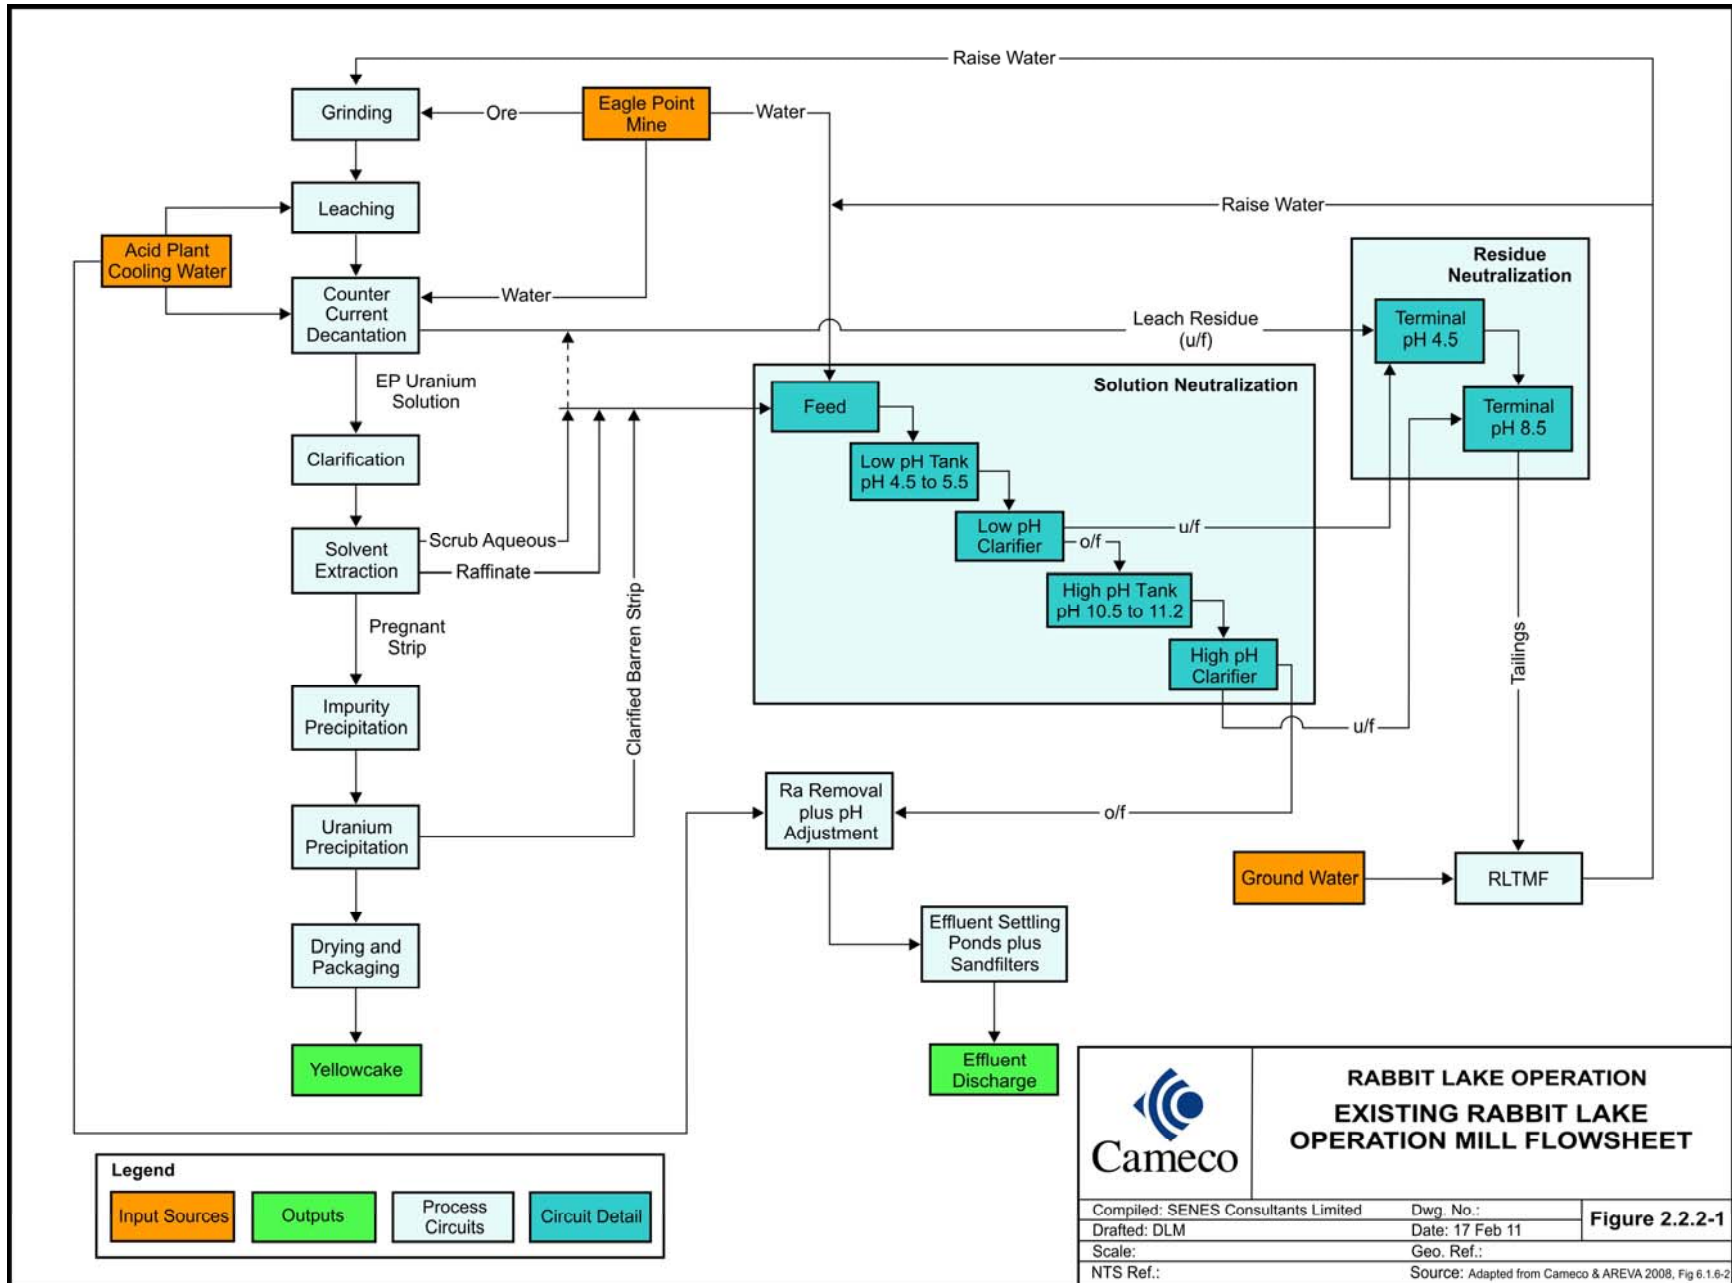 Raise Water
Grinding
Ore
Eagle Point
Mine
Water
Leaching
Raise Water
Acid Plant
Cooling Water
Counter
Current
Decantation
Water
Residue
Neutralization
Leach Residue
(u/f)
Terminal
pH 4.5
EP Uranium
Solution
Solution Neutralization
Feed
Terminal
pH 8.5
Clarification
Low pH Tank
pH 4.5 to 5.5
Solvent
Extraction
Scrub Aqueous
Raffinate
Low pH
Clarifier
u/f
o/f
High pH Tank
pH 10.5 to 11.2
Pregnant
Strip
Clarified Barren Strip
High pH
Clarifier
Tailings
Impurity
Precipitation
u/f
Ra Removal
plus pH
Adjustment
o/f
Uranium
Precipitation
Ground Water
RLTMF
Drying and
Packaging
Effluent Settling
Ponds plus
Sandfilters
Yellowcake
Effluent
Discharge
Legend
Input Sources
Outputs
Process
Circuits
Circuit Detail
Cameco
RABBIT LAKE OPERATION
EXISTING RABBIT LAKE
OPERATION MILL FLOWSHEET
Compiled: SENES Consultants Limited
Dwg. No.:
Figure 2.2.2-1
Drafted: DLM
Date: 17 Feb 11
Scale:
Geo. Ref.:
NTS Ref.:
Source: Adapted from Cameco & AREVA 2008, Fig 6.1.6-2